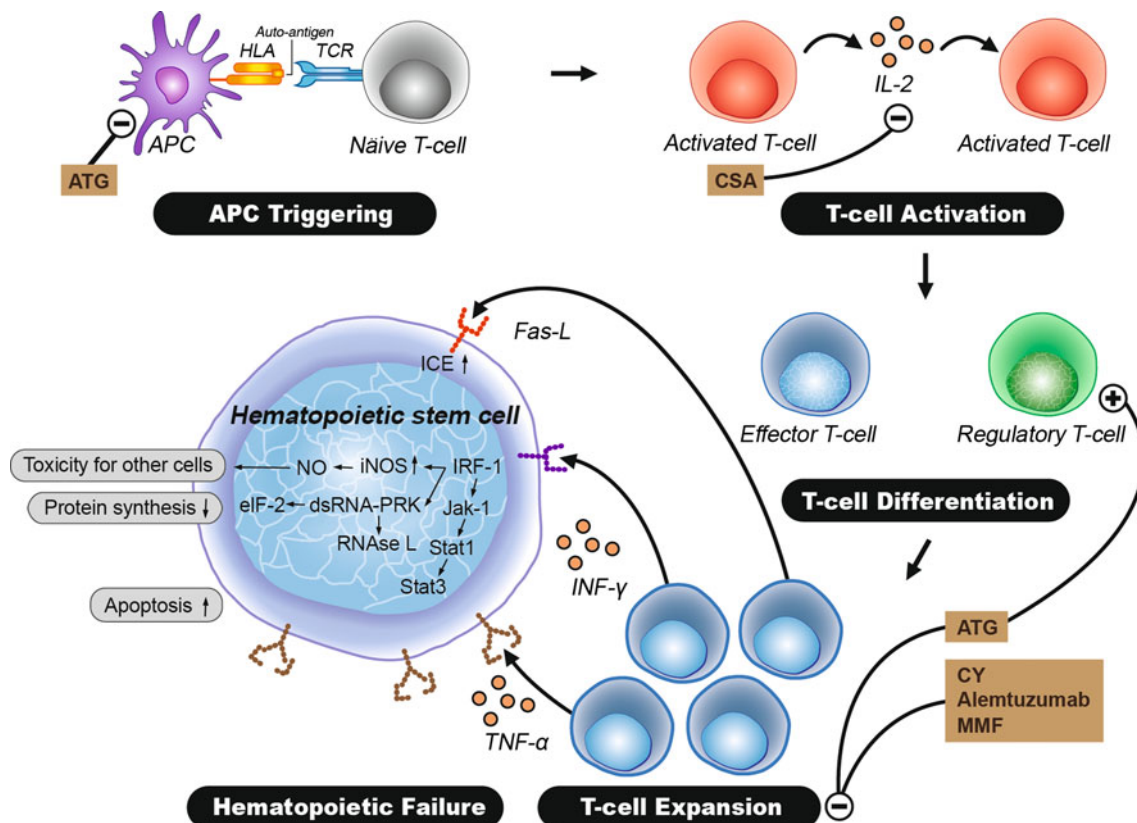 Auto-antigen
HLA
TCR
APC
Näive T-cell
ATG
APC Triggering
IL-2
Activated T-cell
Activated T-cell
CSA
T-cell Activation
Fas-L
ICE
Hematopoietic stem cell
Effector T-cell
Regulatory T-cell
Toxicity for other cells
NO
iNOS
IRF-1
Protein synthesis
eIF-2
dsRNA-PRK
Jak-1
RNAse L
Stat1
Stat3
Apoptosis
T-cell Differentiation
INF-γ
TNF-α
ATG
CY
Alemtuzumab
MMF
Hematopoietic Failure
T-cell Expansion